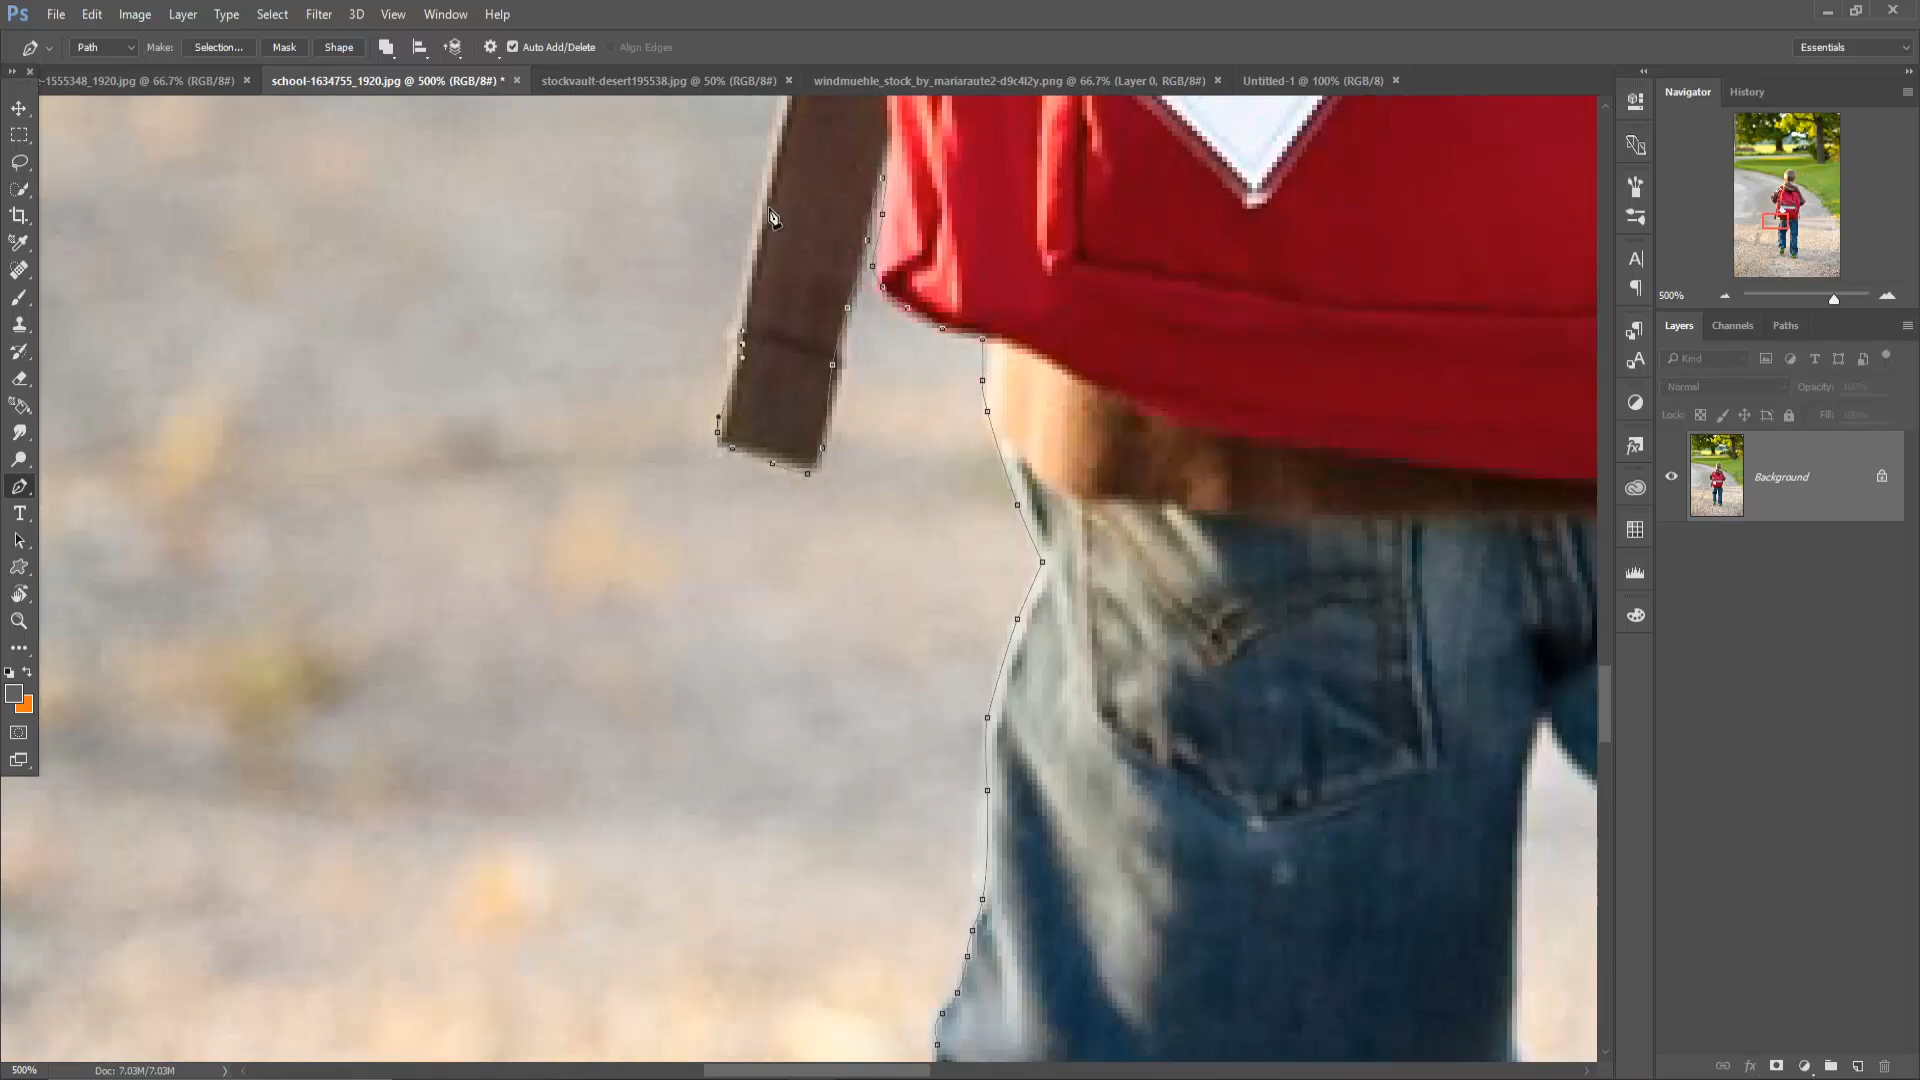 Ps File Edit Image Layer Type Select Filter 3D View Window Help
Path Make: Selection... Mask Shape Auto Add/Delete Align Edges Essentials
e-1555348_1920.jpg @ 66.7% (RGB/8#) school-1634755_1920.jpg @ 500% (RGB/8#) * stockvault-desert195538.jpg @ 50% (RGB/8#) windmuehle_stock_by_mariaraute2-d9c4l2y.png @ 66.7% (Layer 0, RGB/8#) Untitled-1 @ 100% (RGB/8)
Navigator History
500%
Layers Channels Paths
Kind
Normal Opacity: 100%
Lock: Fill: 100%
Background
500% Doc: 7.03M/7.03M